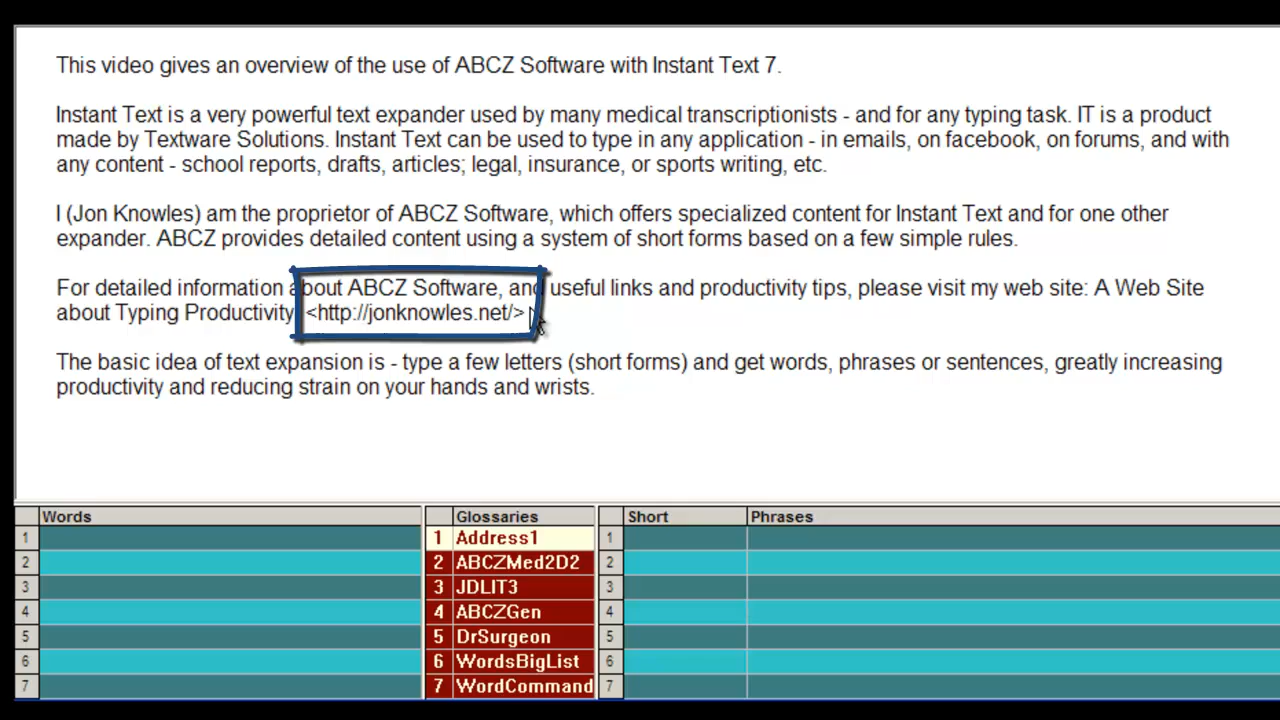 This video gives an overview of the use of ABCZ Software with Instant Text 7.
Instant Text is a very powerful text expander used by many medical transcriptionists - and for any typing task. IT is a product
made by Textware Solutions. Instant Text can be used to type in any application - in emails, on facebook, on forums, and with
any content - school reports, drafts, articles; legal, insurance, or sports writing, etc.
I (Jon Knowles) am the proprietor of ABCZ Software, which offers specialized content for Instant Text and for one other
expander. ABCZ provides detailed content using a system of short forms based on a few simple rules.
For detailed information about ABCZ Software, and useful links and productivity tips, please visit my web site: A Web Site
about Typing Productivity <http://jonknowles.net/>
The basic idea of text expansion is - type a few letters (short forms) and get words, phrases or sentences, greatly increasing
productivity and reducing strain on your hands and wrists.
Words Glossaries Short Phrases
1 1 Address1 1
2 2 ABCZMed2D2 2
3 3 JDLIT3 3
4 4 ABCZGen 4
5 5 DrSurgeon 5
6 6 WordsBigList 6
7 7 WordCommand 7